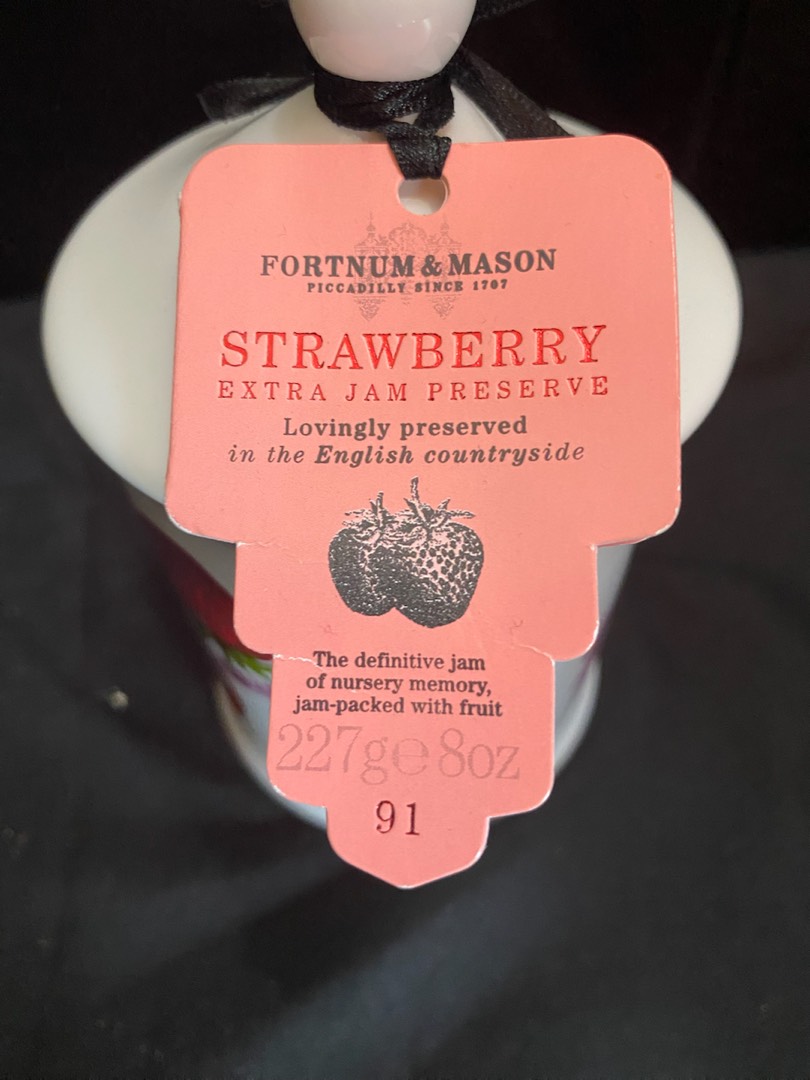 FORTNUM & MASON
PICCADILLY SINCE 1707
STRAWBERRY
EXTRA JAM PRESERVE
Lovingly preserved
in the English countryside
The definitive jam
of nursery memory,
jam-packed with fruit
227g℮8oz
91